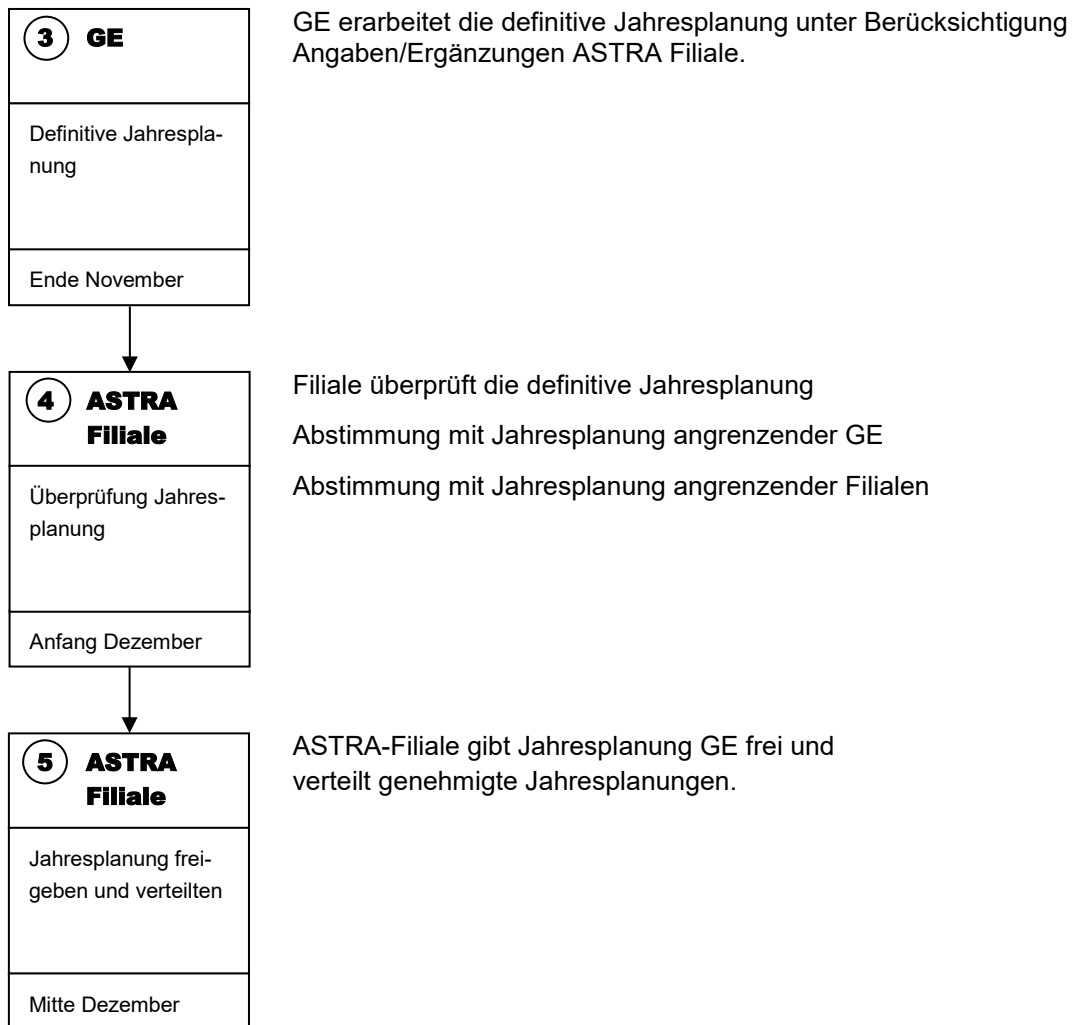 3 GE
GE erarbeitet die definitive Jahresplanung unter Berücksichtigung
Angaben/Ergänzungen ASTRA Filiale.
Definitive Jahrespla-
nung
Ende November
4 ASTRA
Filiale
Filiale überprüft die definitive Jahresplanung
Abstimmung mit Jahresplanung angrenzender GE
Abstimmung mit Jahresplanung angrenzender Filialen
Überprüfung Jahres-
planung
Anfang Dezember
5 ASTRA
Filiale
ASTRA-Filiale gibt Jahresplanung GE frei und
verteilt genehmigte Jahresplanungen.
Jahresplanung frei-
geben und verteilten
Mitte Dezember